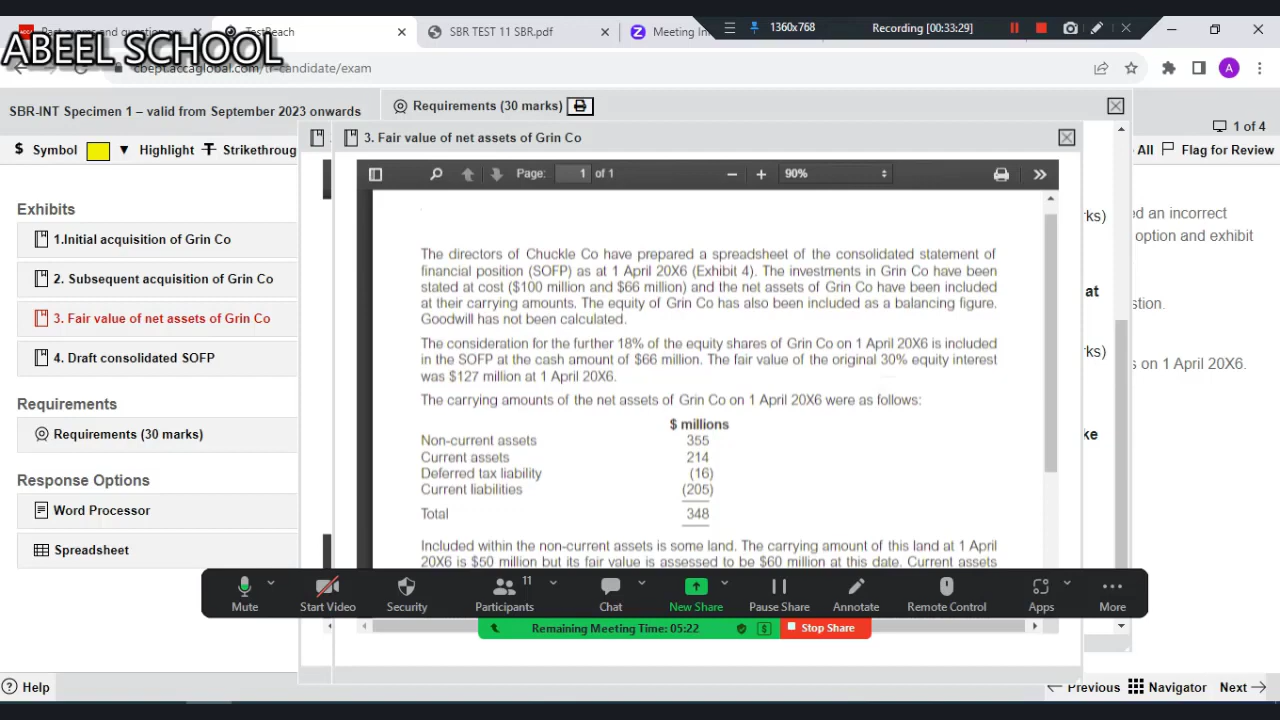 TestReach
SBR TEST 11 SBR.pdf
1360x768
Recording [00:33:29]
ABEEL SCHOOL
cbept.accaglobal.com/tr-candidate/exam
A
SBR-INT Specimen 1 – valid from September 2023 onwards
Requirements (30 marks)
1 of 4
$ Symbol
Highlight
Strikethroug
All
Flag for Review
3. Fair value of net assets of Grin Co
Page: 1 of 1
90%
Exhibits
1.Initial acquisition of Grin Co
2. Subsequent acquisition of Grin Co
3. Fair value of net assets of Grin Co
4. Draft consolidated SOFP
Requirements
Requirements (30 marks)
Response Options
Word Processor
Spreadsheet
The directors of Chuckle Co have prepared a spreadsheet of the consolidated statement of
financial position (SOFP) as at 1 April 20X6 (Exhibit 4). The investments in Grin Co have been
stated at cost ($100 million and $66 million) and the net assets of Grin Co have been included
at their carrying amounts. The equity of Grin Co has also been included as a balancing figure.
Goodwill has not been calculated.
The consideration for the further 18% of the equity shares of Grin Co on 1 April 20X6 is included
in the SOFP at the cash amount of $66 million. The fair value of the original 30% equity interest
was $127 million at 1 April 20X6.
The carrying amounts of the net assets of Grin Co on 1 April 20X6 were as follows:
$ millions
Non-current assets 355
Current assets 214
Deferred tax liability (16)
Current liabilities (205)
Total 348
Included within the non-current assets is some land. The carrying amount of this land at 1 April
20X6 is $50 million but its fair value is assessed to be $60 million at this date. Current assets
ks)
ed an incorrect
option and exhibit
at
stion.
rks)
s on 1 April 20X6.
ke
Mute
Start Video
Security
Participants 11
Chat
New Share
Pause Share
Annotate
Remote Control
Apps
More
Remaining Meeting Time: 05:22
Stop Share
Help
Previous
Navigator
Next